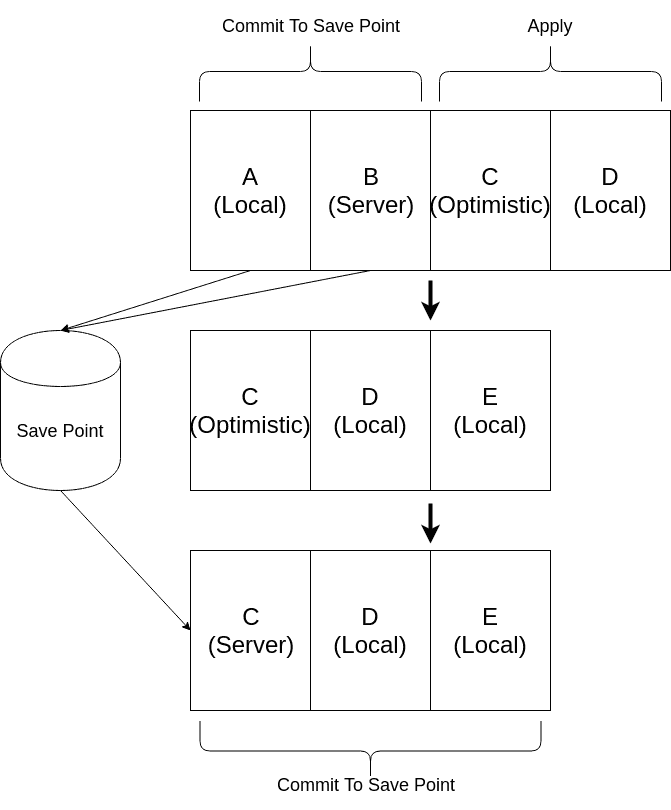 Commit To Save Point
Apply
A
(Local)
B
(Server)
C
(Optimistic)
D
(Local)
Save Point
C
(Optimistic)
D
(Local)
E
(Local)
C
(Server)
D
(Local)
E
(Local)
Commit To Save Point